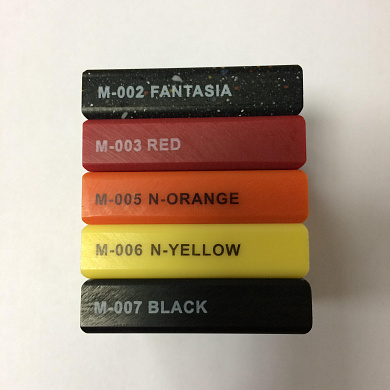 M-002 FANTASIA
M-003 RED
M-005 N-ORANGE
M-006 N-YELLOW
M-007 BLACK